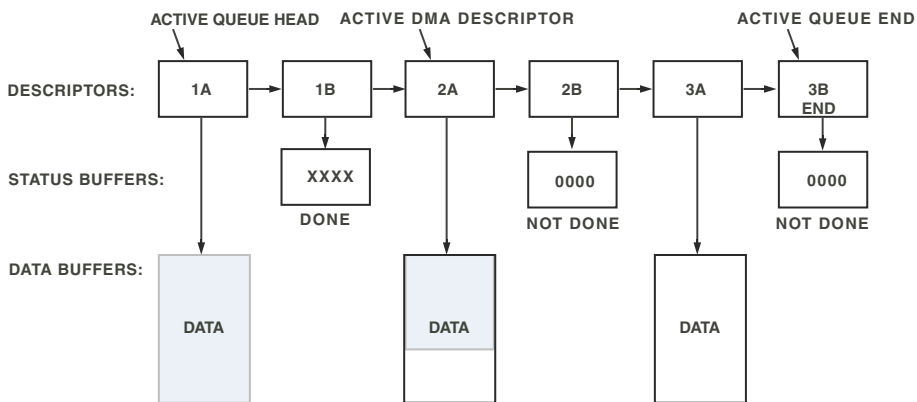 ACTIVE QUEUE HEAD
ACTIVE DMA DESCRIPTOR
ACTIVE QUEUE END
DESCRIPTORS:
1A
1B
2A
2B
3A
3B
END
STATUS BUFFERS:
XXXX
0000
0000
DONE
NOT DONE
NOT DONE
DATA BUFFERS:
DATA
DATA
DATA